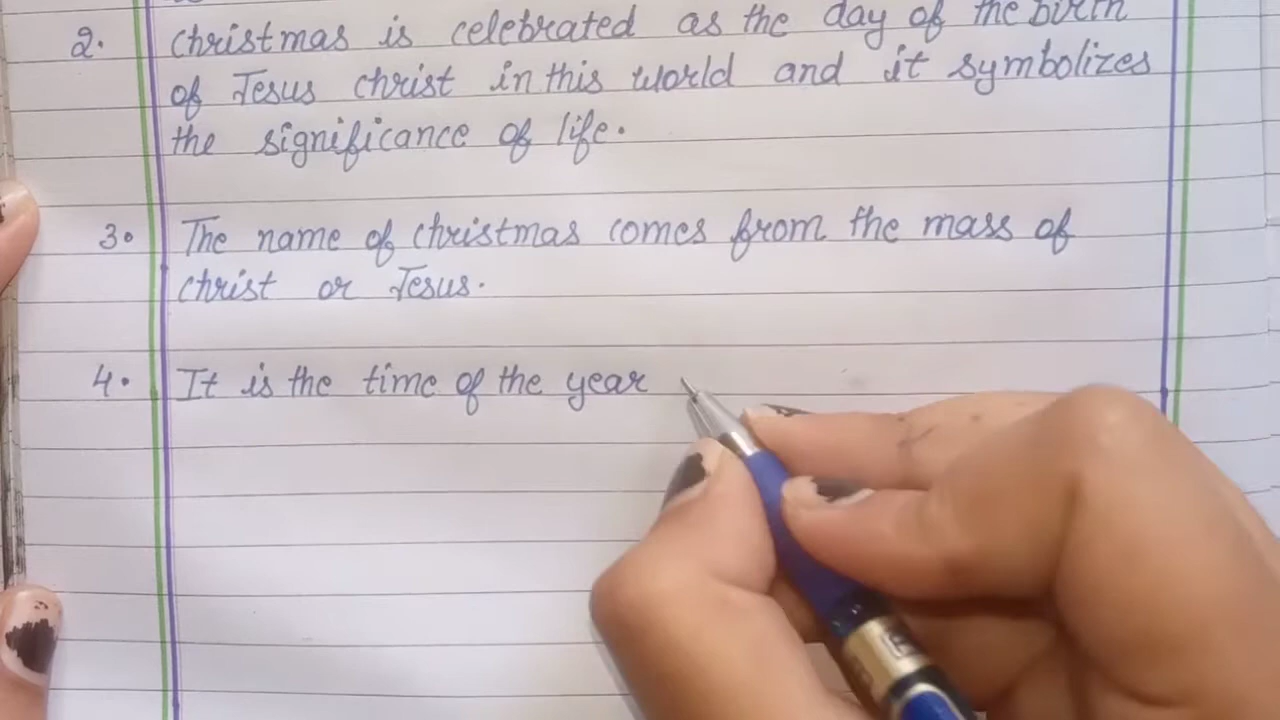 2. christmas is celebrated as the day of the birth
of Jesus christ in this world and it symbolizes
the significance of life.
3. The name of christmas comes from the mass of
christ or Jesus.
4. It is the time of the year